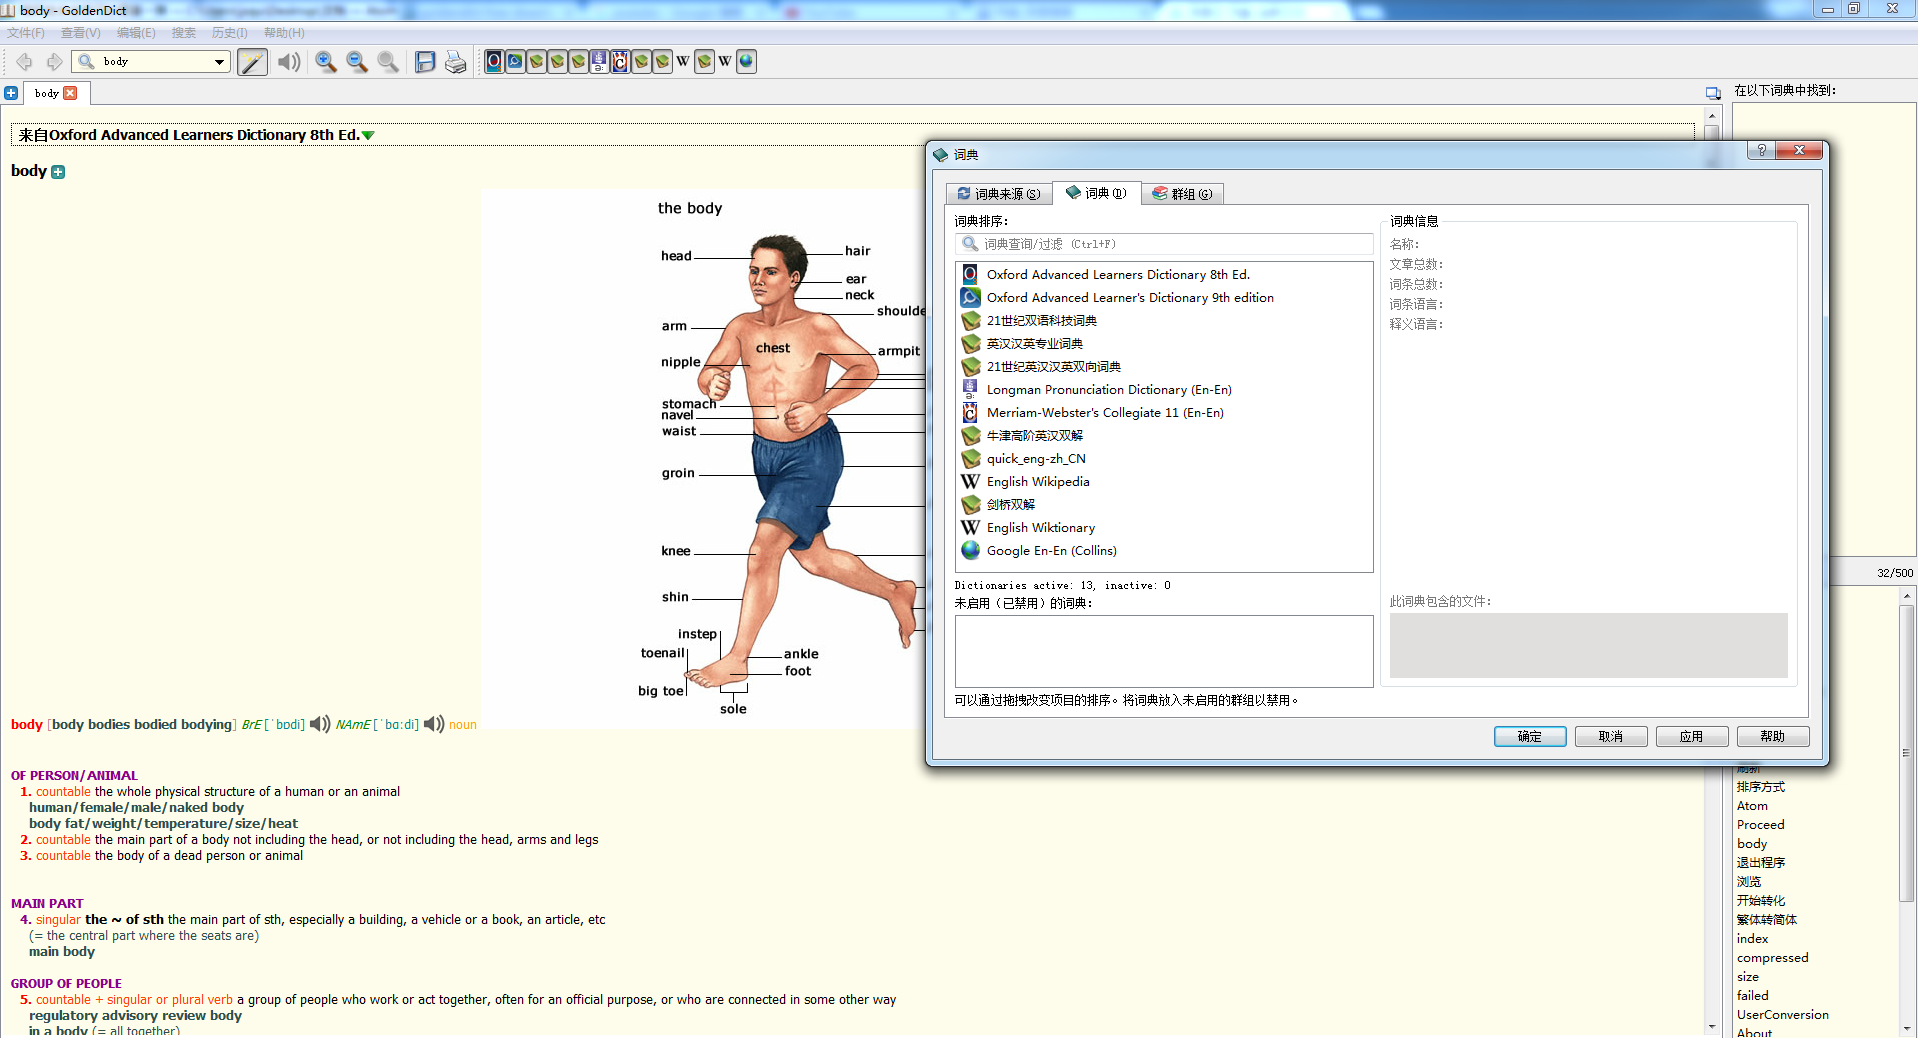 body - GoldenDict
文件(F) 查看(V) 编辑(E) 搜索 历史(I) 帮助(H)
body
body
在以下词典中找到:
来自Oxford Advanced Learners Dictionary 8th Ed.
body
the body
head
hair
ear
neck
shoulde
arm
chest
armpit
nipple
stomach
navel
waist
groin
knee
shin
instep
toenail
ankle
foot
big toe
sole
body [body bodies bodied bodying] BrE [ˈbɒdi] NAmE [ˈbɑːdi] noun
OF PERSON/ANIMAL
1. countable the whole physical structure of a human or an animal
human/female/male/naked body
body fat/weight/temperature/size/heat
2. countable the main part of a body not including the head, or not including the head, arms and legs
3. countable the body of a dead person or animal
MAIN PART
4. singular the ~ of sth the main part of sth, especially a building, a vehicle or a book, an article, etc
(= the central part where the seats are)
main body
GROUP OF PEOPLE
5. countable + singular or plural verb a group of people who work or act together, often for an official purpose, or who are connected in some other way
regulatory advisory review body
in a body (= all together)
词典
词典来源(S) 词典(D) 群组(G)
词典排序:
词典查询/过滤 (Ctrl+F)
Oxford Advanced Learners Dictionary 8th Ed.
Oxford Advanced Learner's Dictionary 9th edition
21世纪双语科技词典
英汉汉英专业词典
21世纪英汉汉英双向词典
Longman Pronunciation Dictionary (En-En)
Merriam-Webster's Collegiate 11 (En-En)
牛津高阶英汉双解
quick_eng-zh_CN
English Wikipedia
剑桥双解
English Wiktionary
Google En-En (Collins)
Dictionaries active: 13, inactive: 0
未启用(已禁用)的词典:
可以通过拖拽改变项目的排序。将词典放入未启用的群组以禁用。
词典信息
名称:
文章总数:
词条总数:
词条语言:
释义语言:
此词典包含的文件:
确定 取消 应用 帮助
32/500
刷新
排序方式
Atom
Proceed
body
退出程序
浏览
开始转化
繁体转简体
index
compressed
size
failed
UserConversion
About